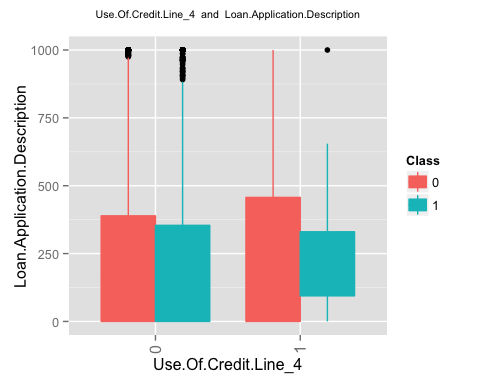 Use.Of.Credit.Line_4 and Loan.Application.Description
1000
750
500
250
0
Loan.Application.Description
0
1
Use.Of.Credit.Line_4
Class
0
1